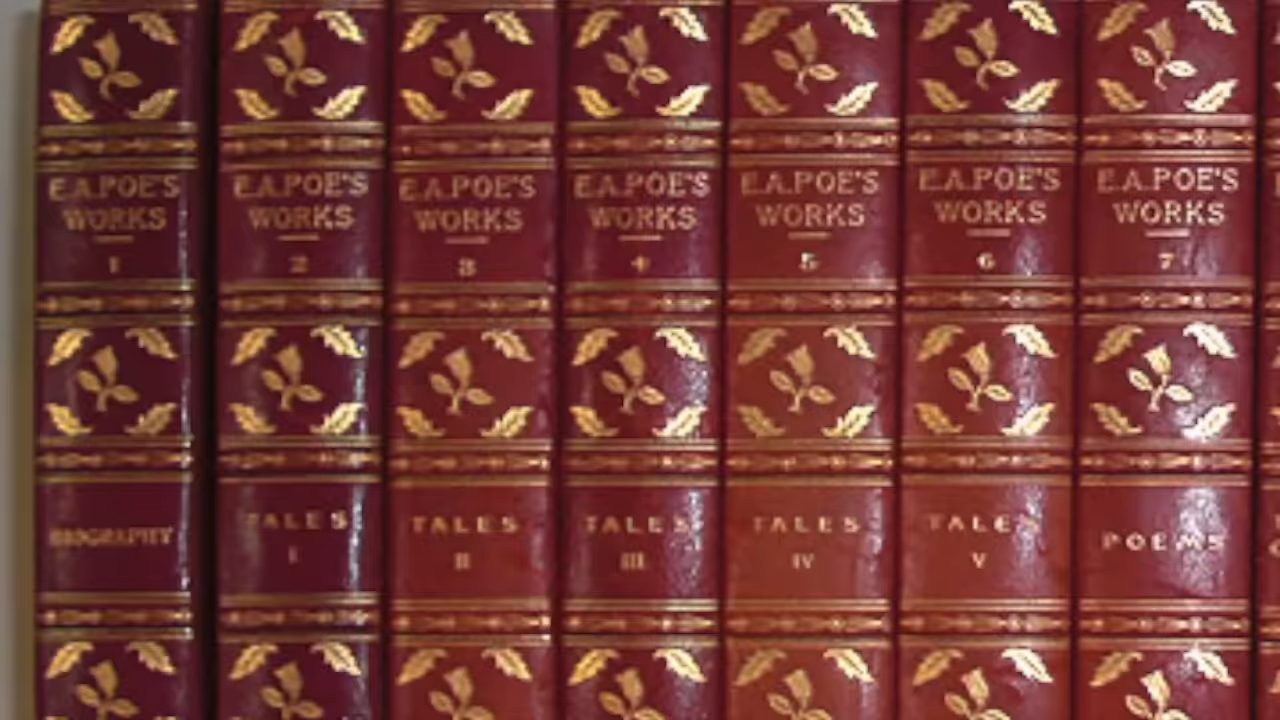 E.A.POE'S
WORKS
1
BIOGRAPHY
E.A.POE'S
WORKS
2
TALES
I
E.A.POE'S
WORKS
3
TALES
II
E.A.POE'S
WORKS
4
TALES
III
E.A.POE'S
WORKS
5
TALES
IV
E.A.POE'S
WORKS
6
TALES
V
E.A.POE'S
WORKS
7
POEMS